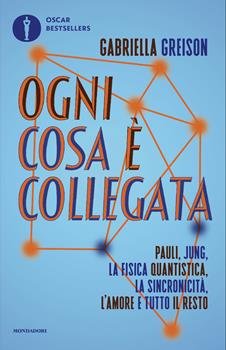 OSCAR
BESTSELLERS
GABRIELLA GREISON
OGNI
COSA È
COLLEGATA
PAULI, JUNG,
LA FISICA QUANTISTICA,
LA SINCRONICITÀ,
L'AMORE E TUTTO IL RESTO
MONDADORI